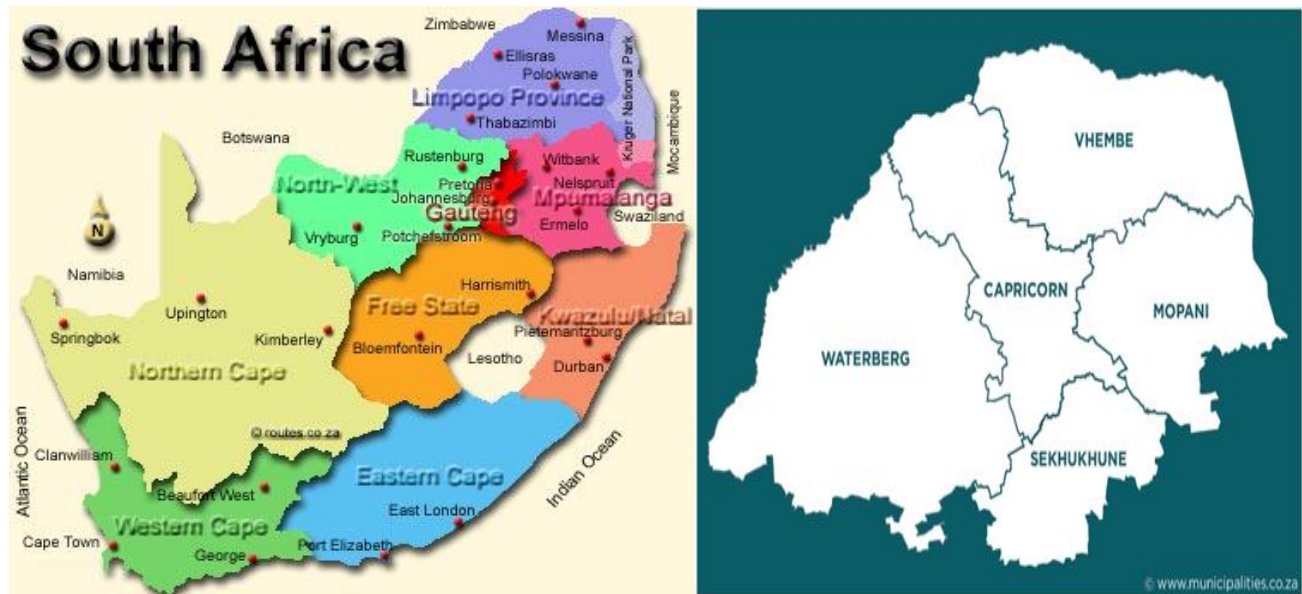 South Africa
Zimbabwe
Messina
Ellisras
Polokwane
Limpopo Province
Thabazimbi
Kruger National Park
Mocambique
Botswana
Rustenburg
Witbank
North-West
Pretoria
Nelspruit
Johannesburg
Mpumalanga
Gauteng
Swaziland
Vryburg
Potchefstroom
Ermelo
N
Namibia
Harrismith
Upington
Free State
Kwazulu/Natal
Springbok
Kimberley
Pietermaritzburg
Bloemfontein
Lesotho
Durban
Northern Cape
© routes.co.za
Atlantic Ocean
Clanwilliam
Indian Ocean
Eastern Cape
Beaufort West
East London
Western Cape
Cape Town
George
Port Elizabeth
VHEMBE
CAPRICORN
MOPANI
WATERBERG
SEKHUKHUNE
© www.municipalities.co.za